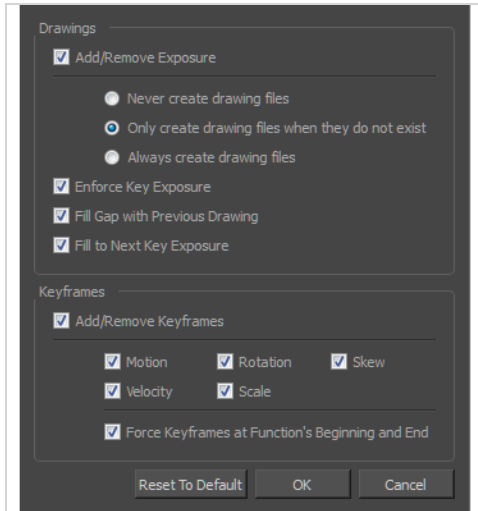 Drawings
Add/Remove Exposure
Never create drawing files
Only create drawing files when they do not exist
Always create drawing files
Enforce Key Exposure
Fill Gap with Previous Drawing
Fill to Next Key Exposure
Keyframes
Add/Remove Keyframes
Motion Rotation Skew
Velocity Scale
Force Keyframes at Function's Beginning and End
Reset To Default OK Cancel